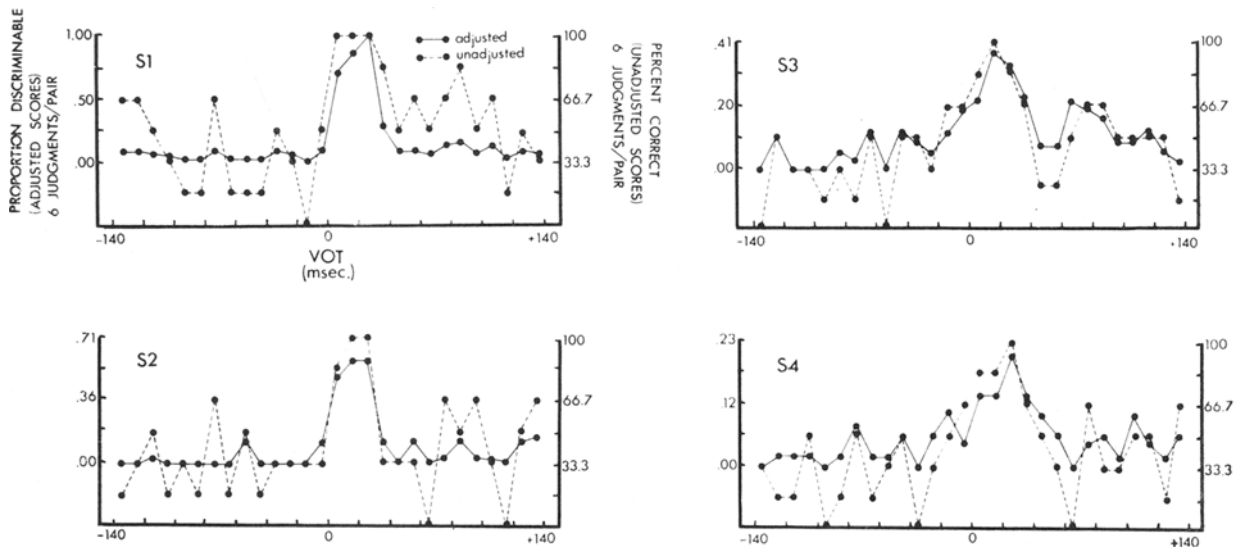 PROPORTION DISCRIMINABLE
(ADJUSTED SCORES)
6 JUDGMENTS/PAIR
1.00
.50
.00
S1
adjusted
unadjusted
100
66.7
33.3
PERCENT CORRECT
(UNADJUSTED SCORES)
6 JUDGMENTS/PAIR
-140
0
+140
VOT
(msec.)
.41
.20
.00
S3
100
66.7
33.3
-140
0
+140
.71
.36
.00
S2
100
66.7
33.3
-140
0
+140
.23
.12
.00
S4
100
66.7
33.3
-140
0
+140